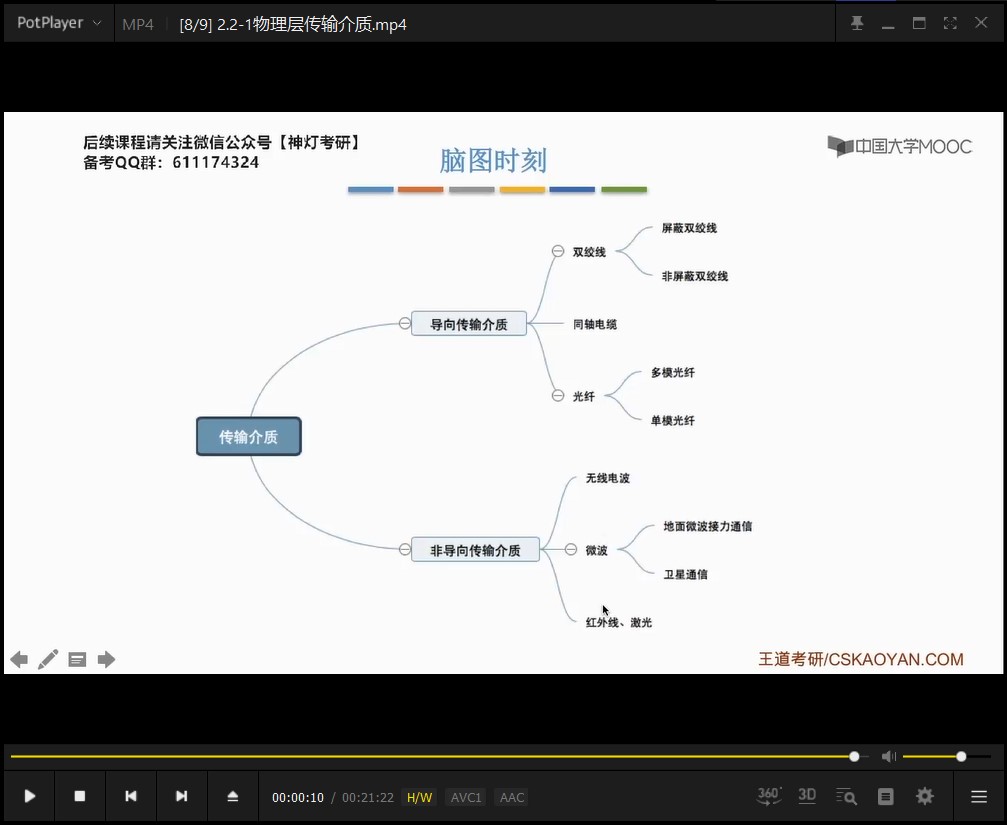 PotPlayer
MP4
[8/9] 2.2-1物理层传输介质.mp4
后续课程请关注微信公众号【神灯考研】
备考QQ群：611174324
脑图时刻
中国大学MOOC
屏蔽双绞线
双绞线
非屏蔽双绞线
导向传输介质
同轴电缆
多模光纤
光纤
单模光纤
传输介质
无线电波
地面微波接力通信
非导向传输介质
微波
卫星通信
红外线、激光
王道考研/CSKAOYAN.COM
00:00:10 / 00:21:22 H/W AVC1 AAC
360°
3D